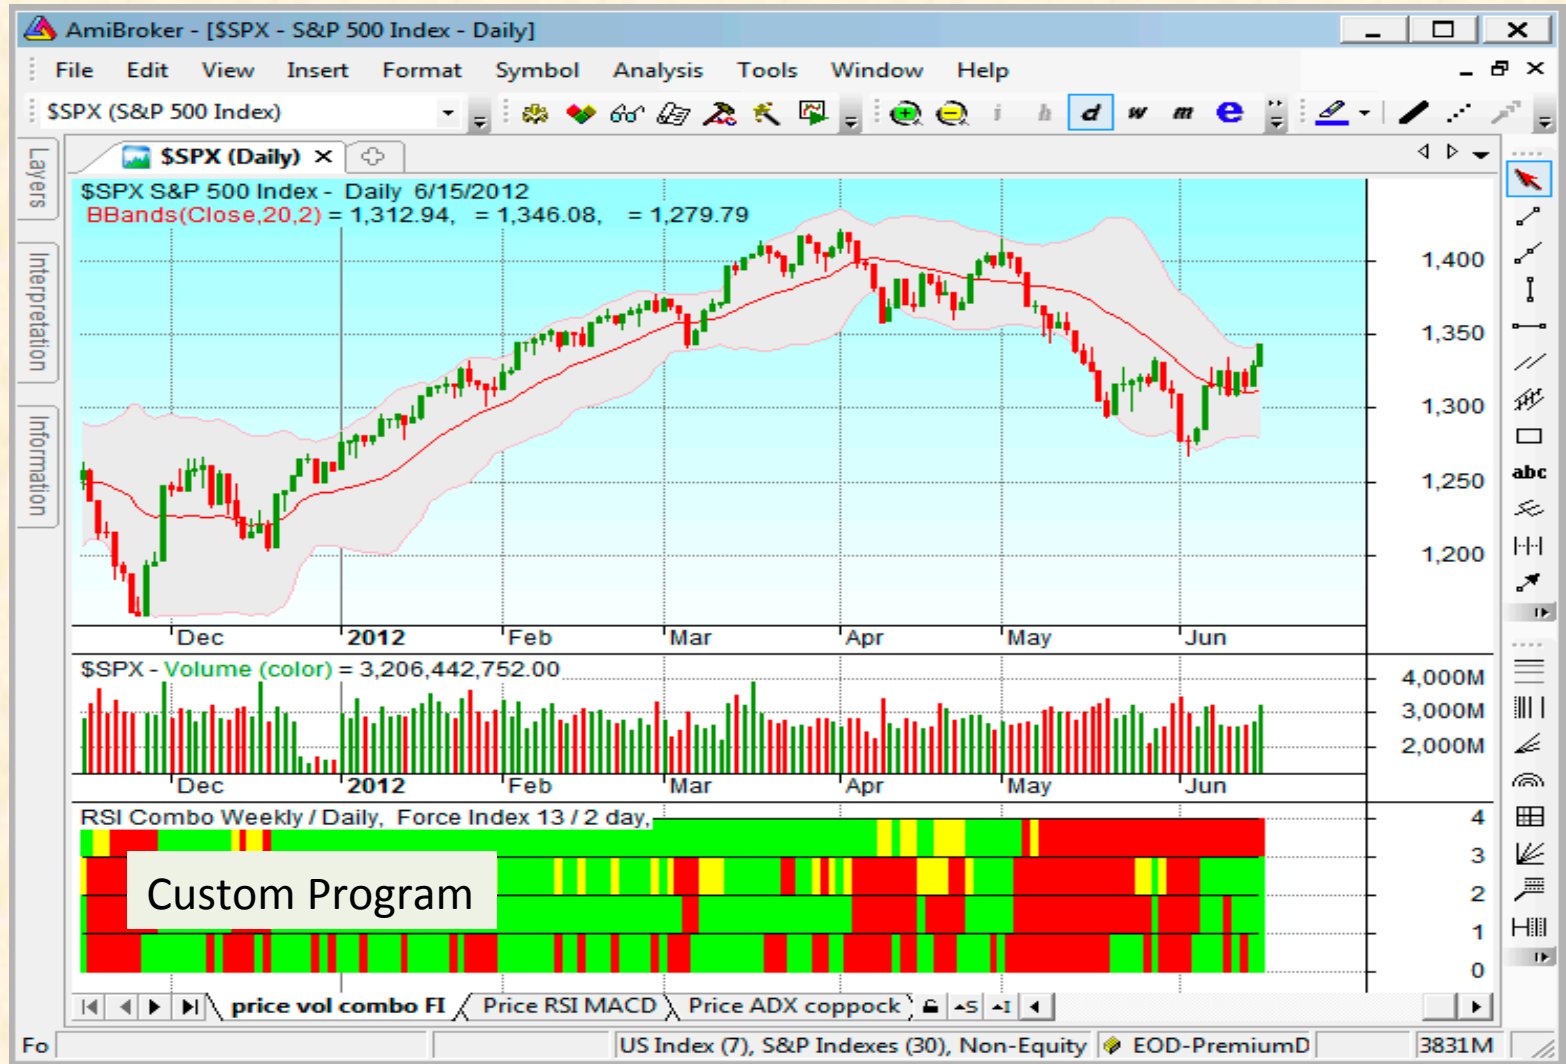 AmiBroker - [$SPX - S&P 500 Index - Daily]
File Edit View Insert Format Symbol Analysis Tools Window Help
$SPX (S&P 500 Index)
i h d w m e
Layers
Interpretation
Information
$SPX (Daily)
$SPX S&P 500 Index - Daily 6/15/2012
BBands(Close,20,2) = 1,312.94, = 1,346.08, = 1,279.79
1,400
1,350
1,300
1,250
1,200
Dec 2012 Feb Mar Apr May Jun
$SPX - Volume (color) = 3,206,442,752.00
4,000M
3,000M
2,000M
Dec 2012 Feb Mar Apr May Jun
RSI Combo Weekly / Daily, Force Index 13 / 2 day,
4
3
2
1
0
Custom Program
abc
price vol combo FI Price RSI MACD Price ADX coppock
S I
Fo US Index (7), S&P Indexes (30), Non-Equity EOD-PremiumD 3831M